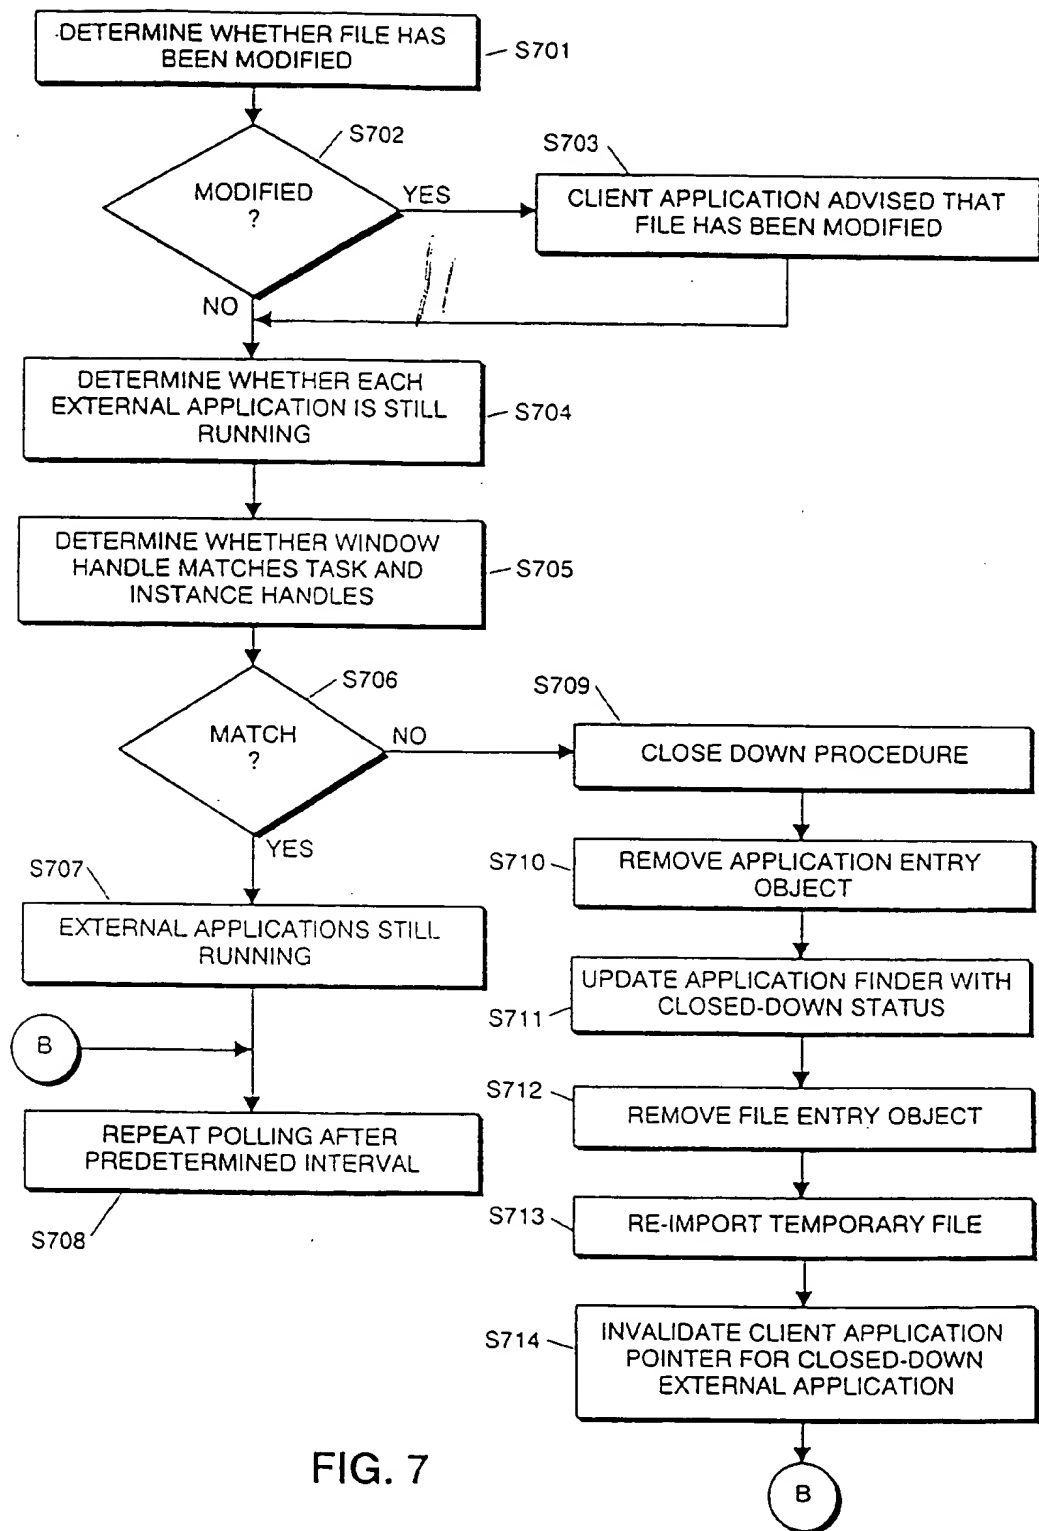 DETERMINE WHETHER FILE HAS
BEEN MODIFIED
S701
S702
MODIFIED
?
YES
NO
S703
CLIENT APPLICATION ADVISED THAT
FILE HAS BEEN MODIFIED
DETERMINE WHETHER EACH
EXTERNAL APPLICATION IS STILL
RUNNING
S704
DETERMINE WHETHER WINDOW
HANDLE MATCHES TASK AND
INSTANCE HANDLES
S705
S706
MATCH
?
NO
YES
S707
EXTERNAL APPLICATIONS STILL
RUNNING
B
REPEAT POLLING AFTER
PREDETERMINED INTERVAL
S708
S709
CLOSE DOWN PROCEDURE
S710
REMOVE APPLICATION ENTRY
OBJECT
S711
UPDATE APPLICATION FINDER WITH
CLOSED-DOWN STATUS
S712
REMOVE FILE ENTRY OBJECT
S713
RE-IMPORT TEMPORARY FILE
S714
INVALIDATE CLIENT APPLICATION
POINTER FOR CLOSED-DOWN
EXTERNAL APPLICATION
B
FIG. 7